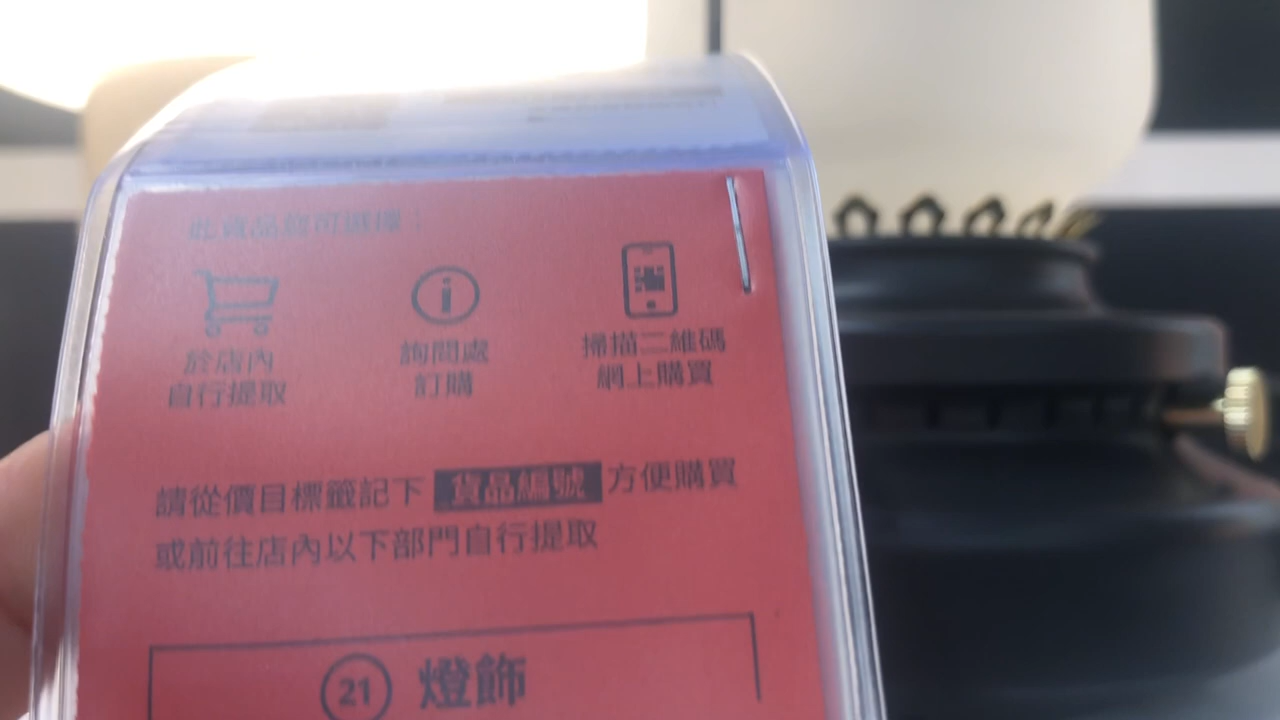 此貨品您可選擇：
於店內
自行提取
詢問處
訂購
掃描二維碼
網上購買
請從價目標籤記下 貨品編號 方便購買
或前往店內以下部門自行提取
21 燈飾